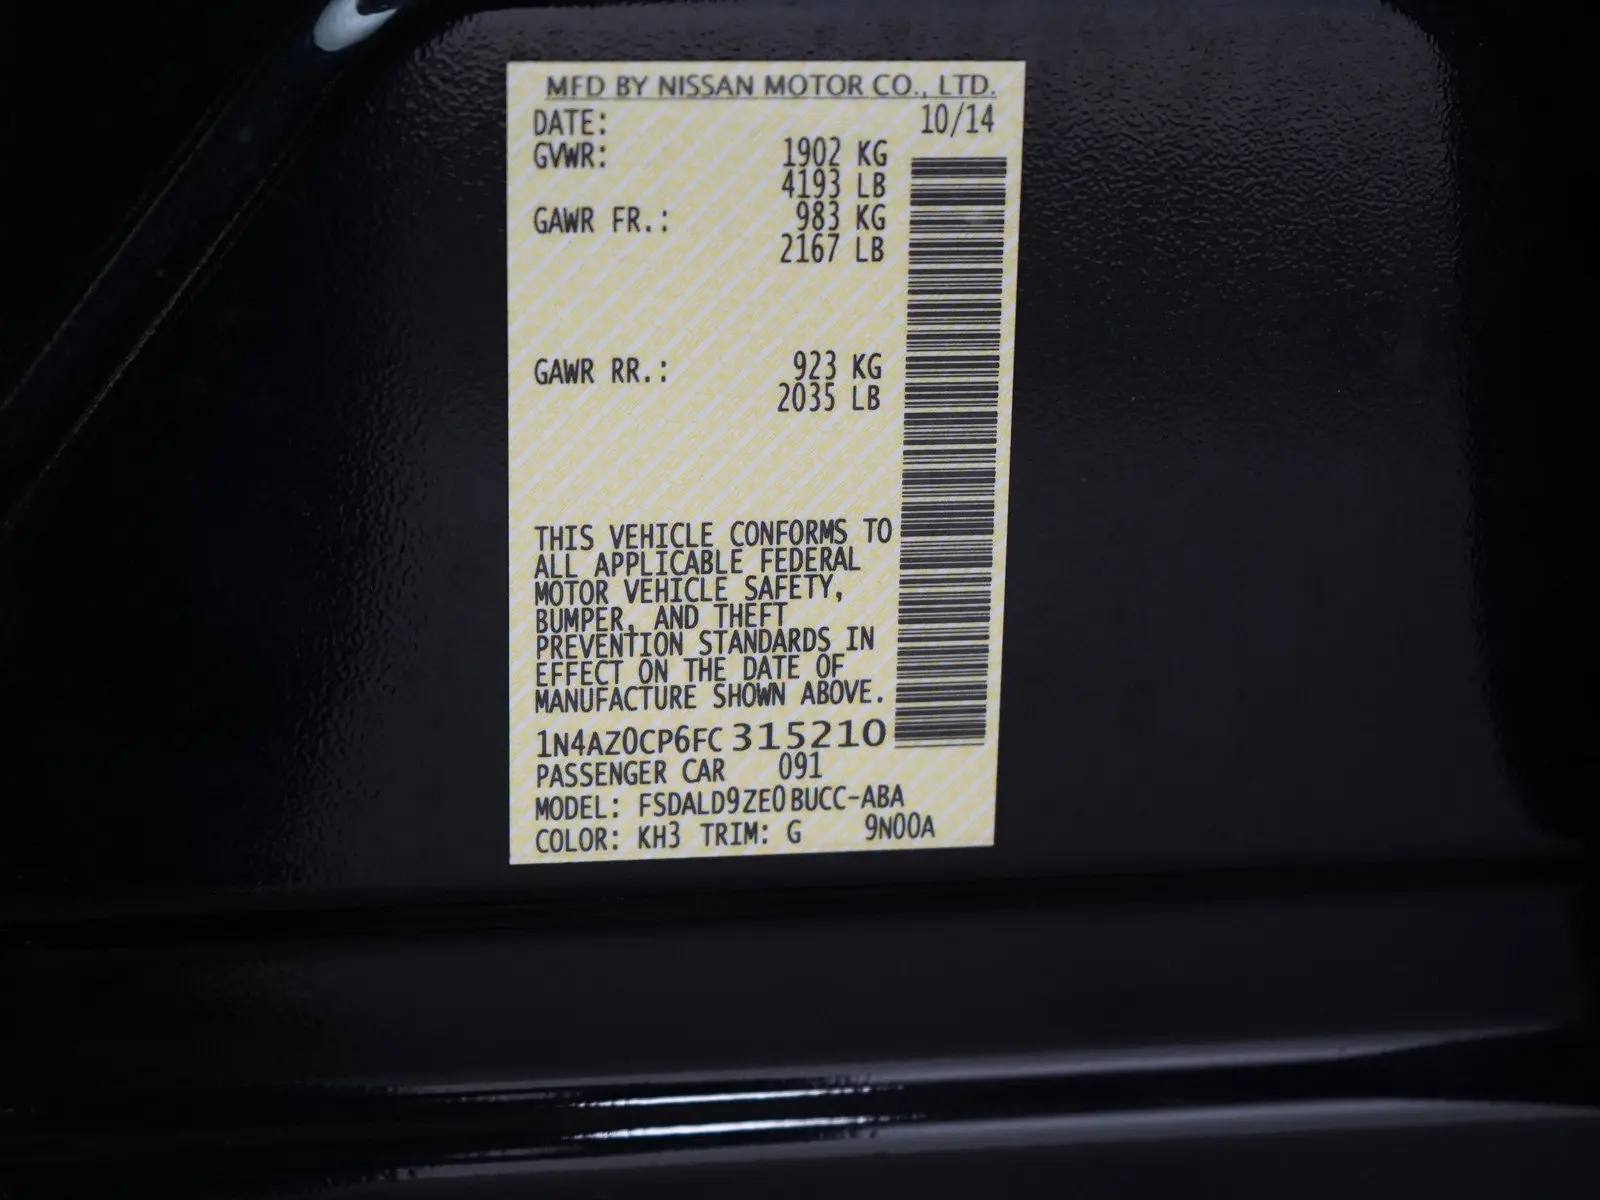 MFD BY NISSAN MOTOR CO., LTD.
DATE: 10/14
GVWR: 1902 KG
4193 LB
GAWR FR.: 983 KG
2167 LB
GAWR RR.: 923 KG
2035 LB
THIS VEHICLE CONFORMS TO
ALL APPLICABLE FEDERAL
MOTOR VEHICLE SAFETY,
BUMPER, AND THEFT
PREVENTION STANDARDS IN
EFFECT ON THE DATE OF
MANUFACTURE SHOWN ABOVE.
1N4AZ0CP6FC315210
PASSENGER CAR 091
MODEL: FSDALD9ZE0BUCC-ABA
COLOR: KH3 TRIM: G 9N00A